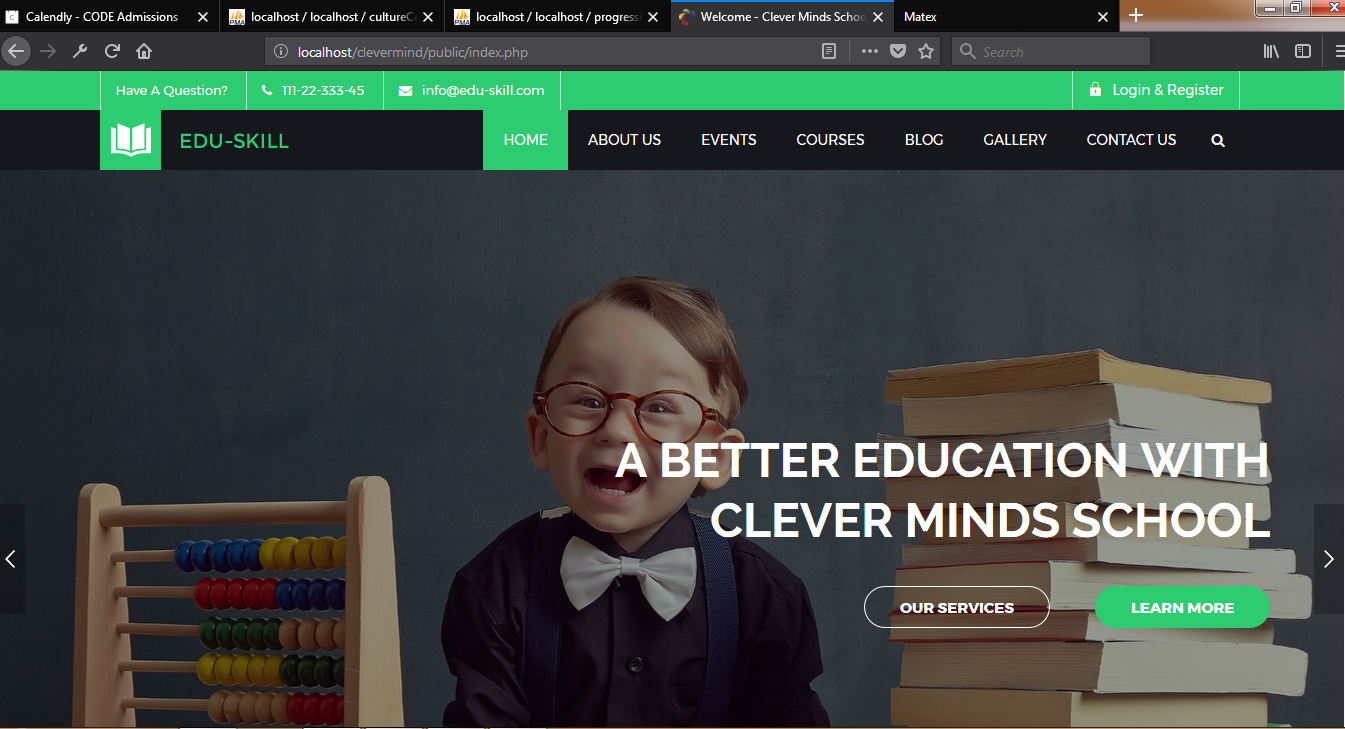 Calendly - CODE Admissions
localhost / localhost / cultureC
localhost / localhost / progressi
Welcome - Clever Minds Schoo
Matex
localhost/clevermind/public/index.php
Search
Have A Question?
111-22-333-45
info@edu-skill.com
Login & Register
EDU-SKILL
HOME
ABOUT US
EVENTS
COURSES
BLOG
GALLERY
CONTACT US
A BETTER EDUCATION WITH
CLEVER MINDS SCHOOL
OUR SERVICES
LEARN MORE